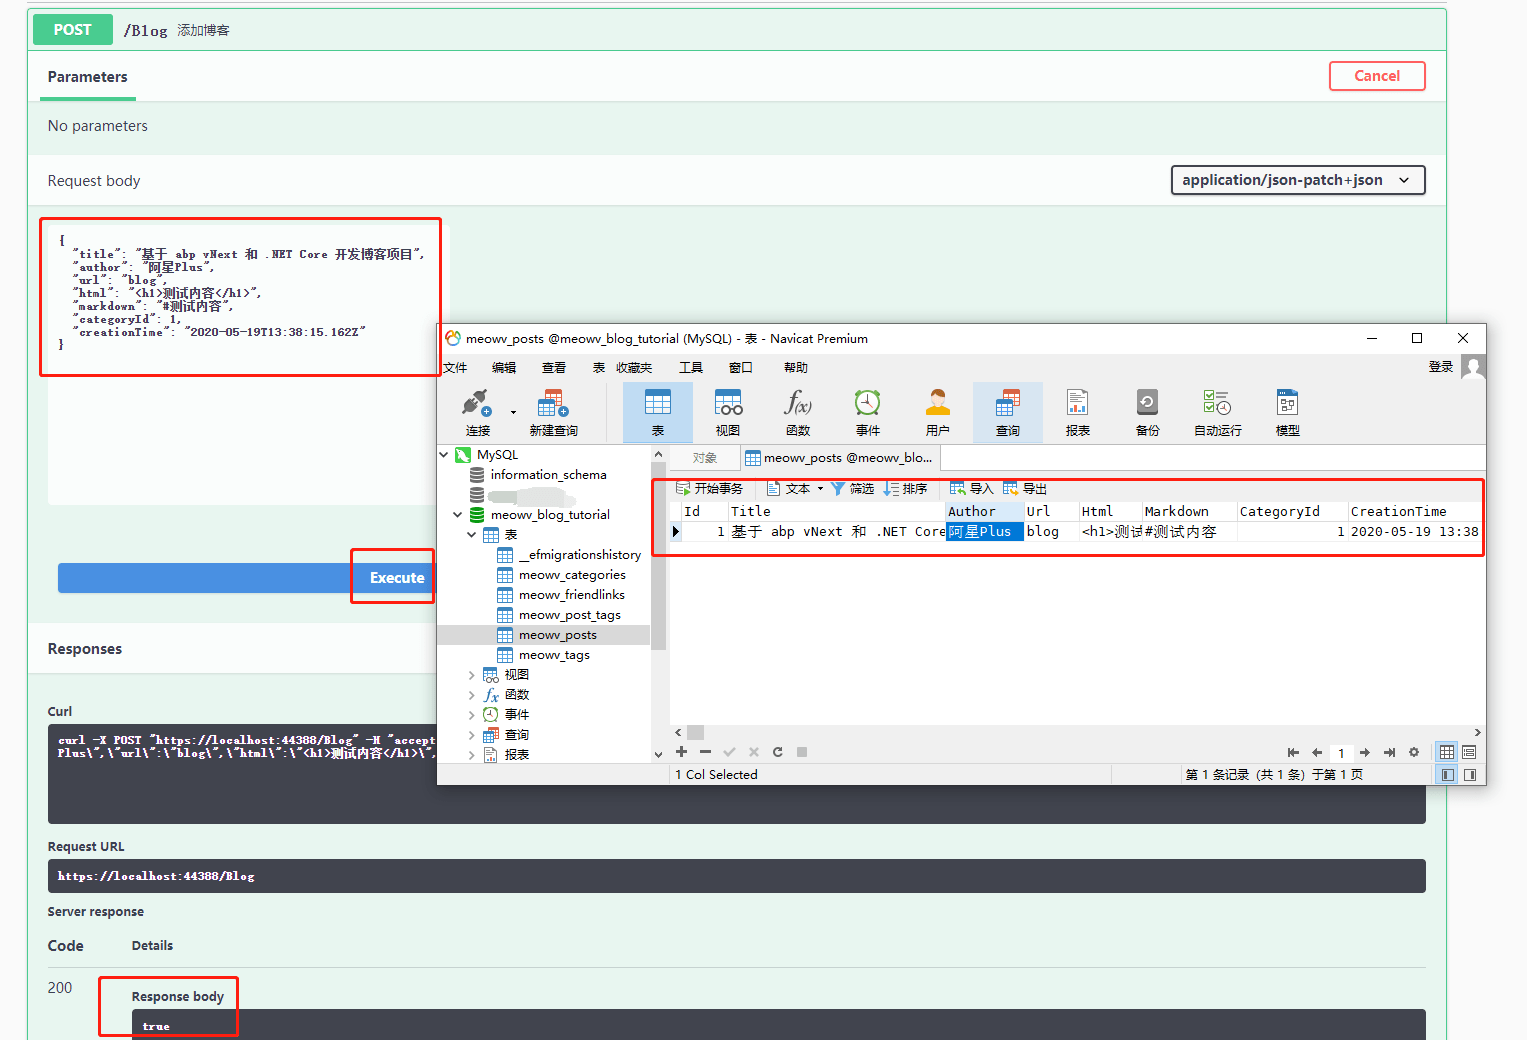 POST /Blog 添加博客
Parameters
Cancel
No parameters
Request body
application/json-patch+json
{
"title": "基于 abp vNext 和 .NET Core 开发博客项目",
"author": "阿星Plus",
"url": "blog",
"html": "<h1>测试内容</h1>",
"markdown": "#测试内容",
"categoryId": 1,
"creationTime": "2020-05-19T13:38:15.162Z"
}
Execute
Responses
Curl
curl -X POST "https://localhost:44388/Blog" -H "accept
Plus\",\"url\":\"blog\",\"html\":\"<h1>测试内容</h1>\",
Request URL
https://localhost:44388/Blog
Server response
Code Details
200
Response body
true
meowv_posts @meowv_blog_tutorial (MySQL) - 表 - Navicat Premium
文件 编辑 查看 表 收藏夹 工具 窗口 帮助 登录
连接 新建查询 表 视图 函数 事件 用户 查询 报表 备份 自动运行 模型
MySQL
information_schema
meowv_blog_tutorial
表
__efmigrationshistory
meowv_categories
meowv_friendlinks
meowv_post_tags
meowv_posts
meowv_tags
视图
函数
事件
查询
报表
对象 meowv_posts @meowv_blo...
开始事务 文本 筛选 排序 导入 导出
Id Title Author Url Html Markdown CategoryId CreationTime
1 基于 abp vNext 和 .NET Core 阿星Plus blog <h1>测试 #测试内容 1 2020-05-19 13:38
1
1 Col Selected
第 1 条记录 (共 1 条) 于第 1 页